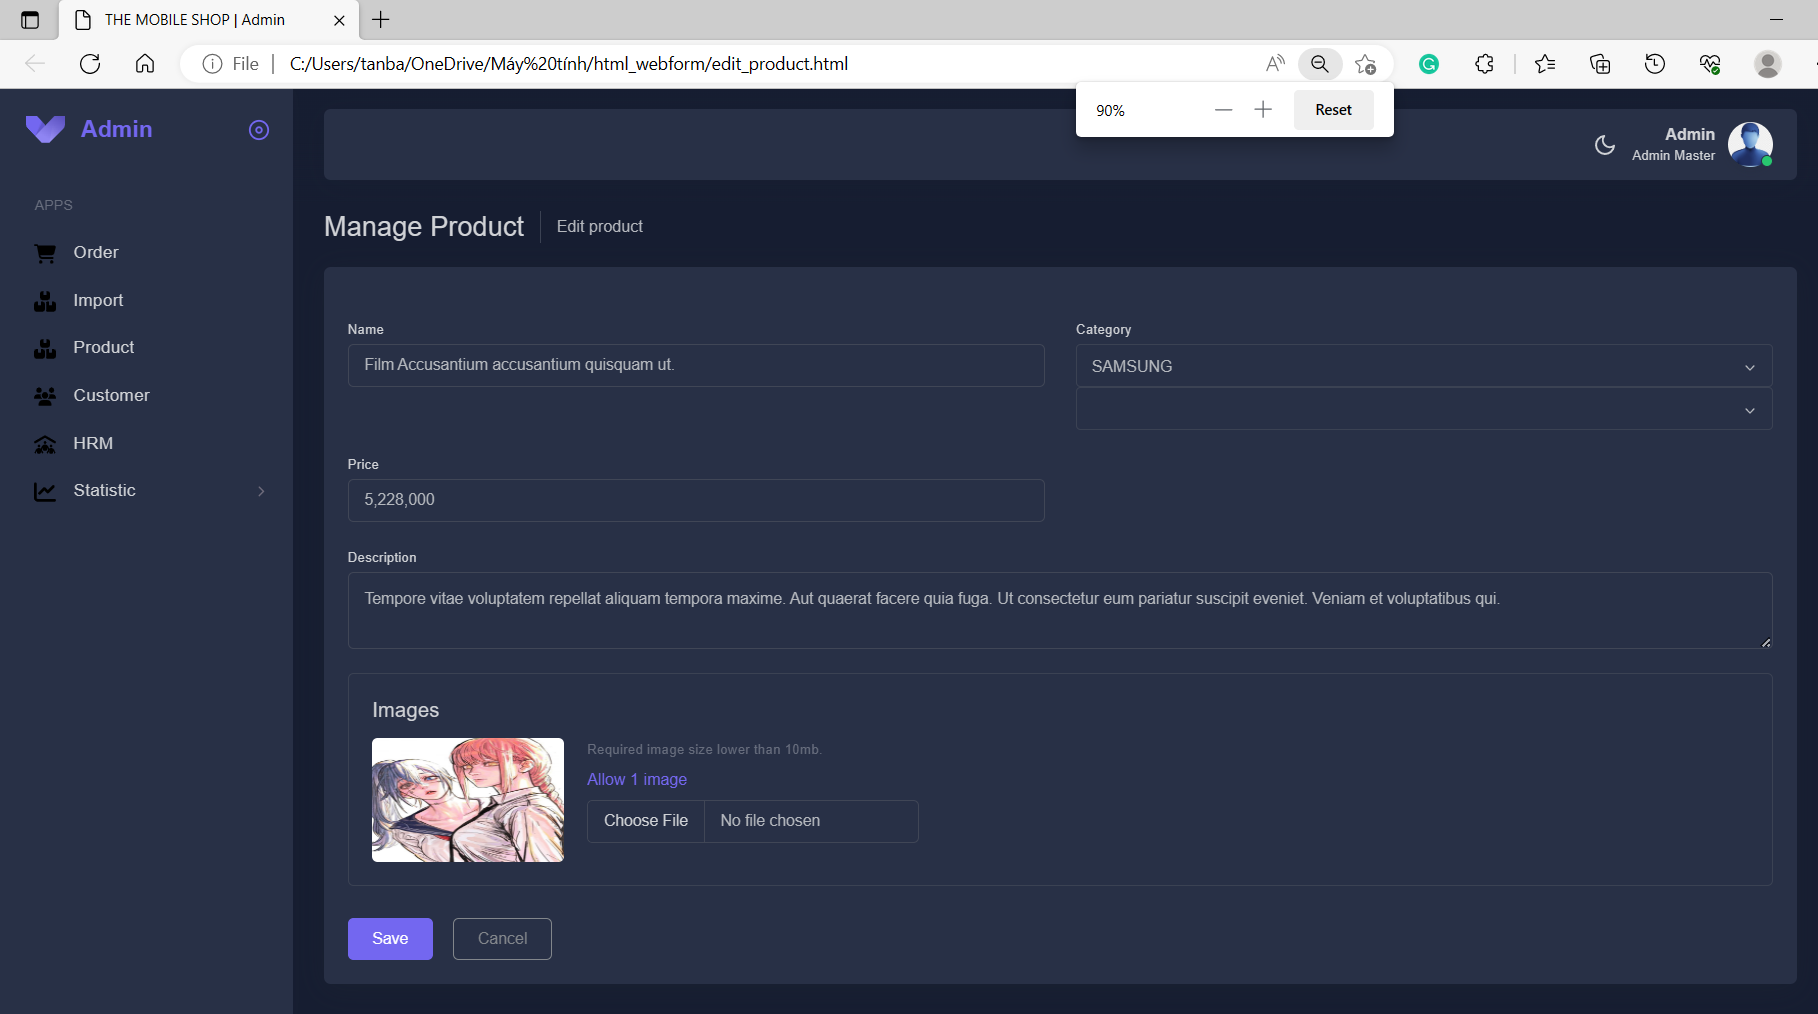 THE MOBILE SHOP | Admin
File
C:/Users/tanba/OneDrive/Máy%20tính/html_webform/edit_product.html
90%
Reset
Admin
Admin
Admin Master
APPS
Order
Import
Product
Customer
HRM
Statistic
Manage Product
Edit product
Name
Category
Film Accusantium accusantium quisquam ut.
SAMSUNG
Price
5,228,000
Description
Tempore vitae voluptatem repellat aliquam tempora maxime. Aut quaerat facere quia fuga. Ut consectetur eum pariatur suscipit eveniet. Veniam et voluptatibus qui.
Images
Required image size lower than 10mb.
Allow 1 image
Choose File
No file chosen
Save
Cancel